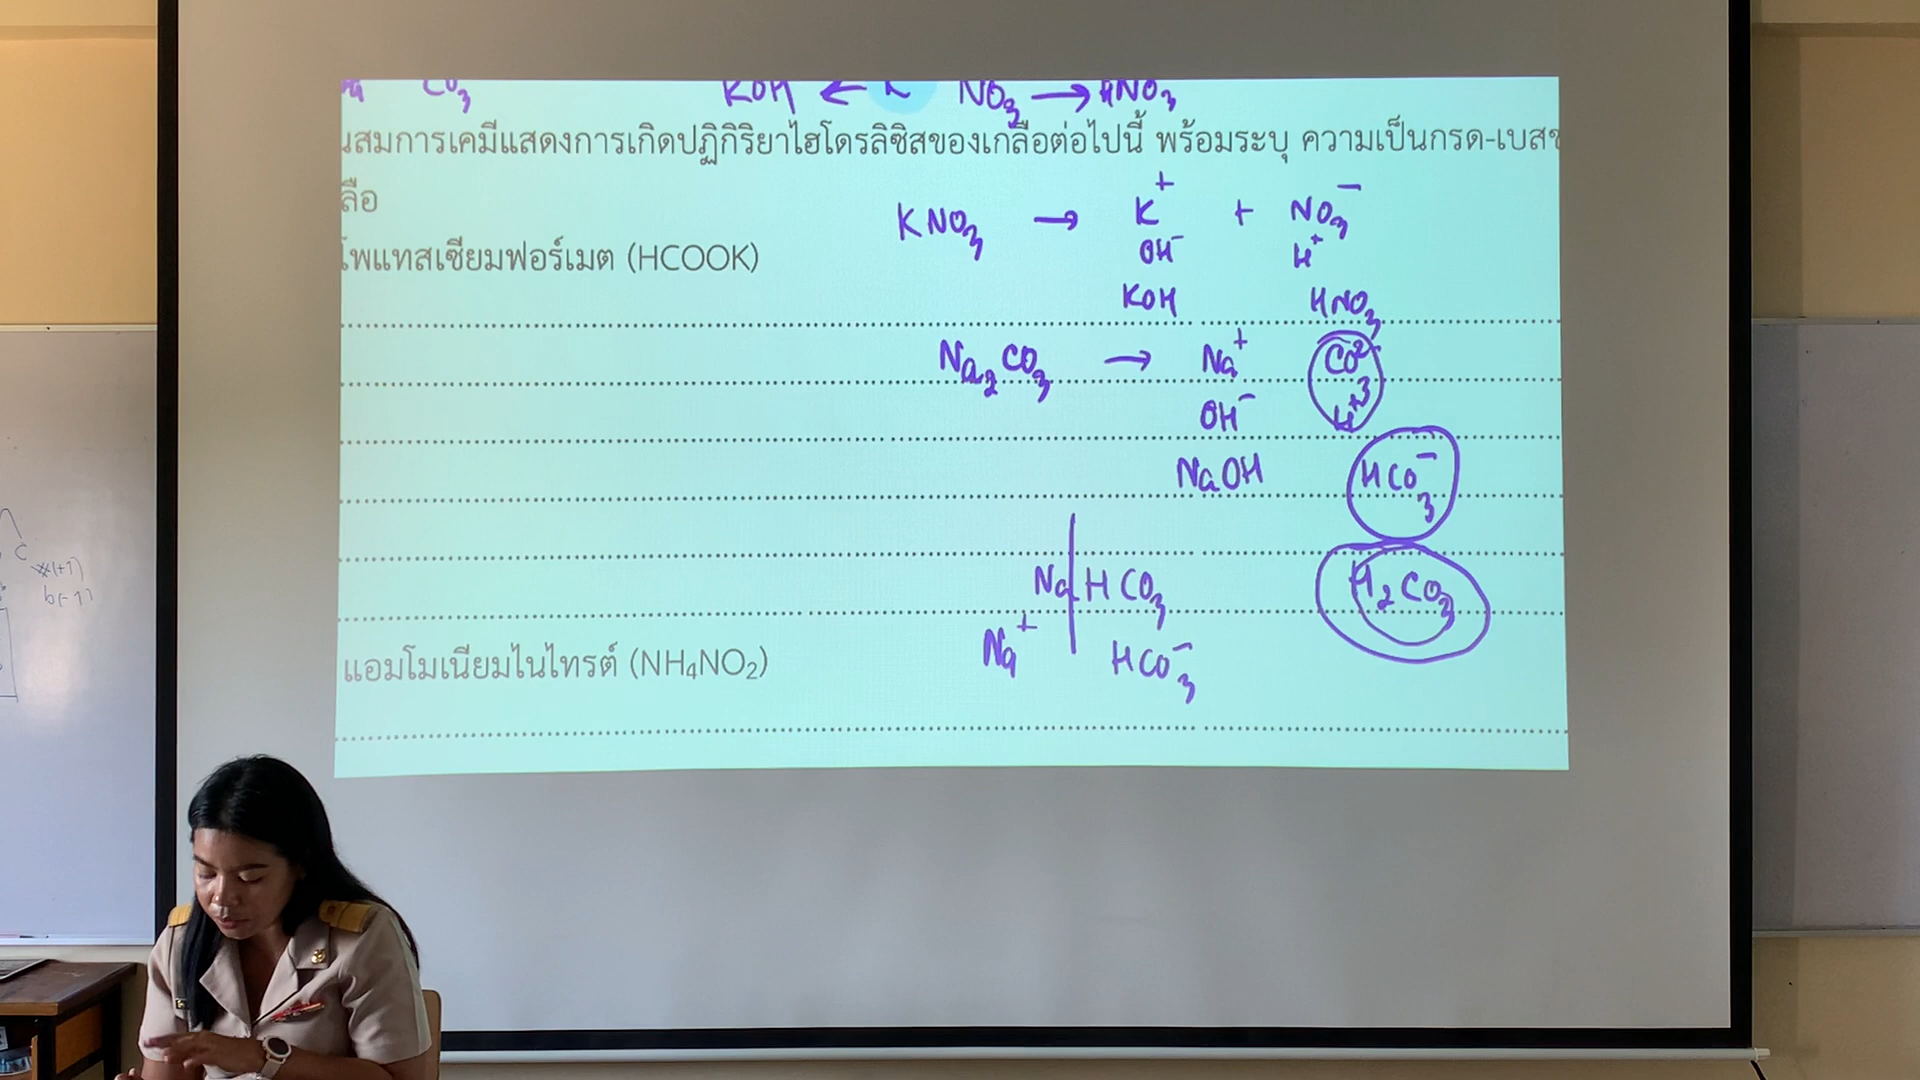 CO₃ KOH ← K NO₃ → HNO₃
นสมการเคมีแสดงการเกิดปฏิกิริยาไฮโดรลิซิสของเกลือต่อไปนี้ พร้อมระบุ ความเป็นกรด-เบสข
ลือ
KNO₃ → K⁺ + NO₃⁻
OH⁻ H⁺
โพแทสเซียมฟอร์เมต (HCOOK)
KOH HNO₃
Na₂CO₃ → Na⁺ CO₃²⁻
OH⁻ H⁺
NaOH HCO₃⁻
Na HCO₃ H₂CO₃
Na⁺ HCO₃⁻
แอมโมเนียมไนไทรต์ (NH₄NO₂)